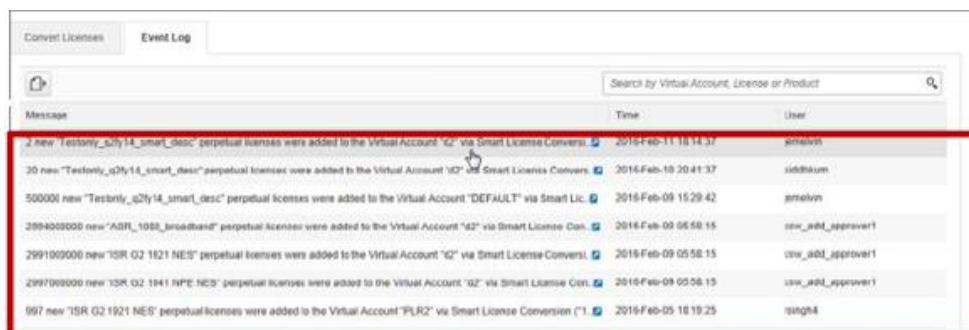 Convert Licenses Event Log
Search by Virtual Account, License or Product
Message Time User
2 new "Testonly_q2fy14_smart_desc" perpetual licenses were added to the Virtual Account "d2" via Smart License Conversi.. 2016-Feb-11 18:14:37 jemelvin
20 new "Testonly_q2fy14_smart_desc" perpetual licenses were added to the Virtual Account "d2" via Smart License Convers. 2016-Feb-10 20:41:37 siddhkum
500000 new "Testonly_q2fy14_smart_desc" perpetual licenses were added to the Virtual Account "DEFAULT" via Smart Lic.. 2016-Feb-09 15:29:42 jemelvin
new "ASR_1000_broadband" perpetual licenses were added to the Virtual Account "d2" via Smart License Con.. 2016-Feb-09 05:58:15 csw_add_approver1
new "ISR G2 1921 NES" perpetual licenses were added to the Virtual Account "d2" via Smart License Conversi.. 2016-Feb-09 05:58:15 csw_add_approver1
new "ISR G2 1941 NPE NES" perpetual licenses were added to the Virtual Account "d2" via Smart License Con.. 2016-Feb-09 05:58:15 csw_add_approver1
997 new "ISR G2 1921 NES" perpetual licenses were added to the Virtual Account "PLR2" via Smart License Conversion ("1.. 2016-Feb-05 18:19:25 rsingh4